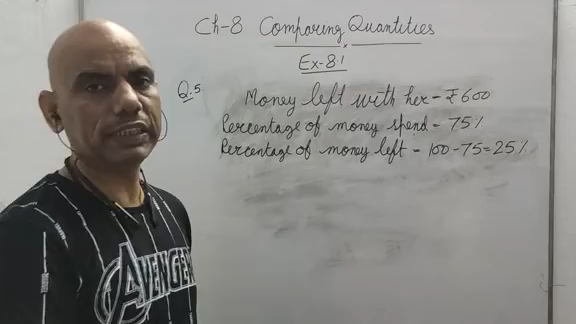 Ch-8 Comparing Quantities
Ex-8.1
Q.5. Money left with her - ₹600
Percentage of money spend - 75%
Percentage of money left - 100-75=25%
AVENGERS